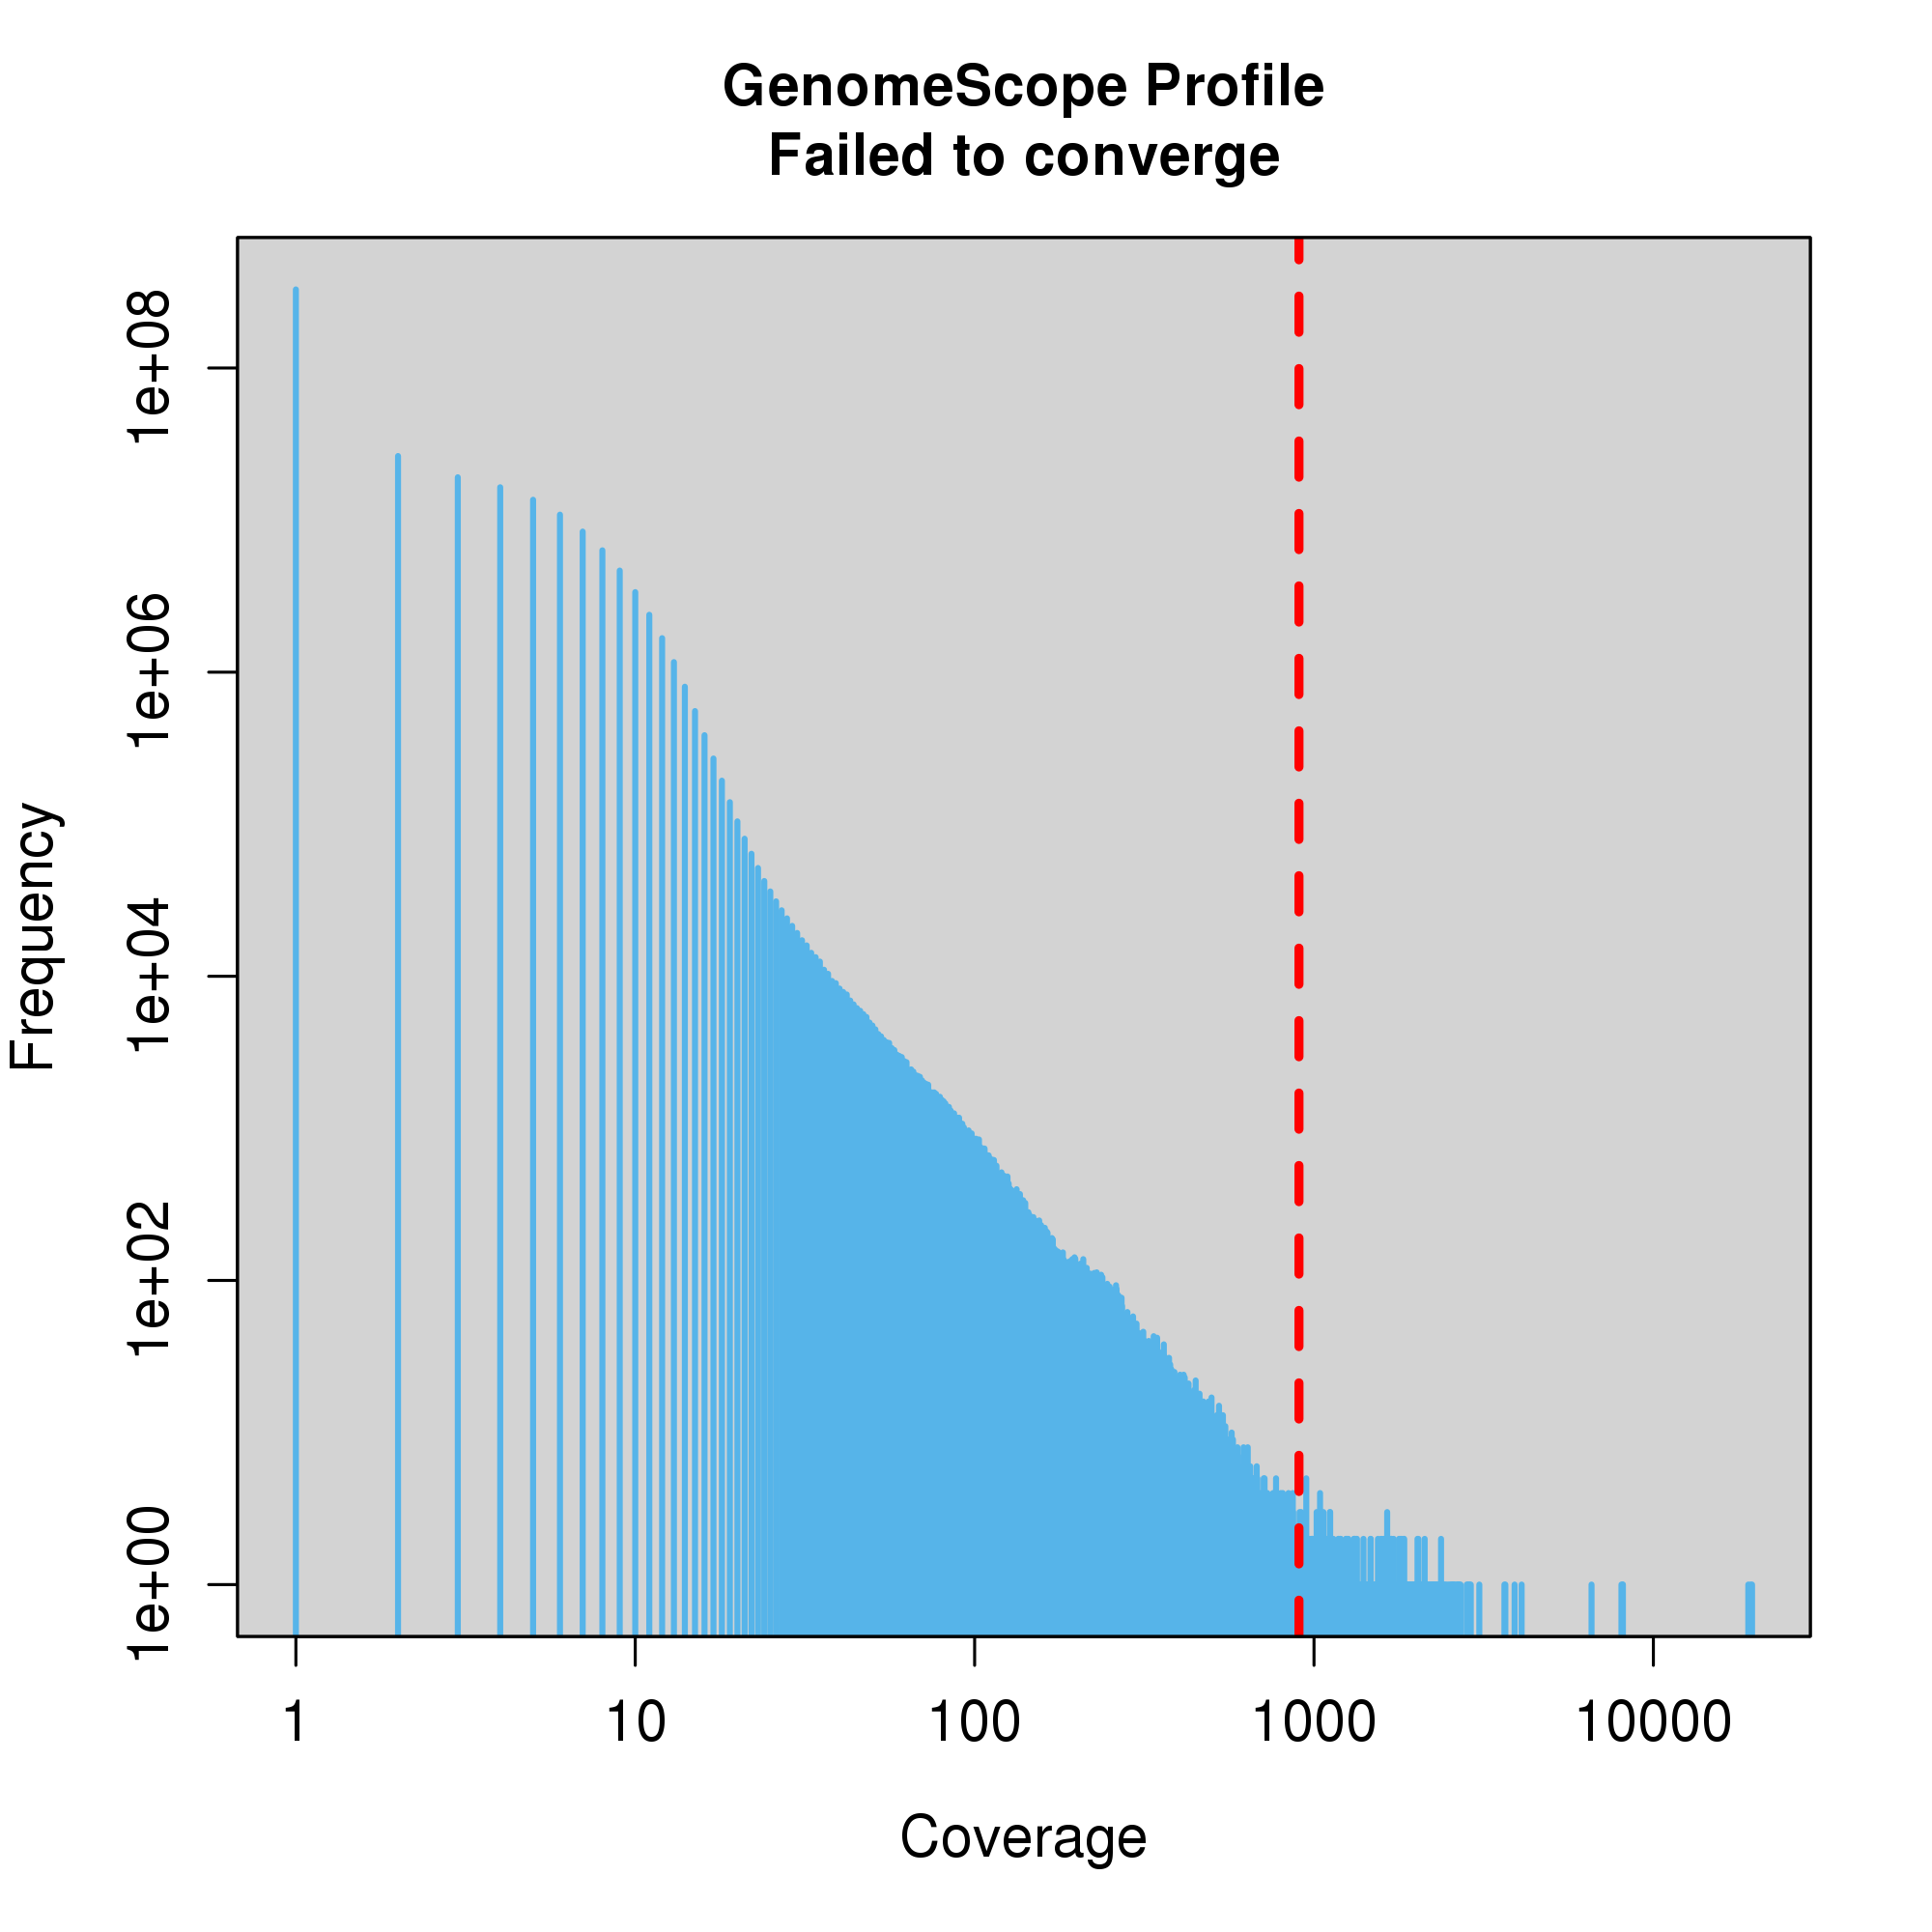 GenomeScope Profile
Failed to converge
Frequency
1e+08
1e+06
1e+04
1e+02
1e+00
1
10
100
1000
10000
Coverage